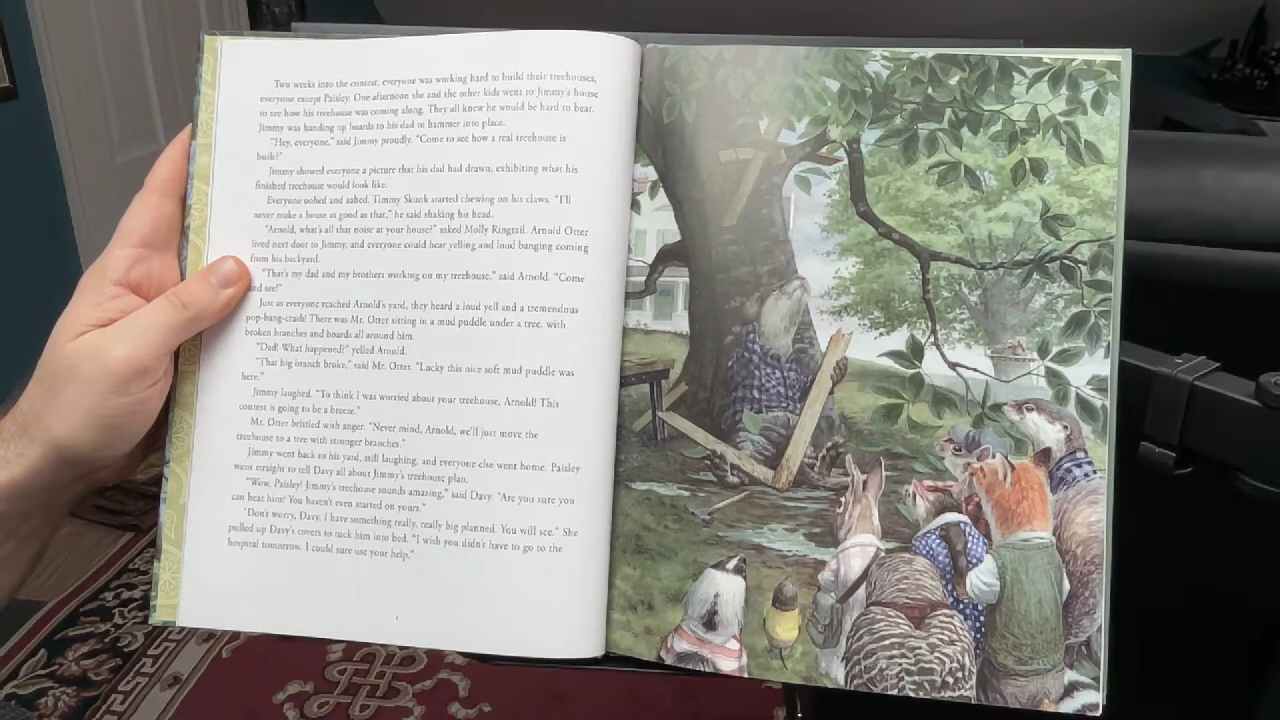 Two weeks into the contest, everyone was working hard to build their treehouses,
everyone except Paisley. One afternoon she and the other kids went to Jimmy's house
to see how his treehouse was coming along. They all knew he would be hard to beat.
Jimmy was handing up boards to his dad to hammer into place.
"Hey, everyone," said Jimmy proudly. "Come to see how a real treehouse is
built?"
Jimmy showed everyone a picture that his dad had drawn, exhibiting what his
finished treehouse would look like.
Everyone oohed and aahed. Timmy Skunk started chewing on his claws. "I'll
never make a house as good as that," he said shaking his head.
"Arnold, what's all that noise at your house?" asked Molly Ringtail. Arnold Otter
lived next door to Jimmy, and everyone could hear yelling and loud banging coming
from his backyard.
"That's my dad and my brothers working on my treehouse," said Arnold. "Come
nd see!"
Just as everyone reached Arnold's yard, they heard a loud yell and a tremendous
pop-bang-crash! There was Mr. Otter sitting in a mud puddle under a tree, with
broken branches and boards all around him.
"Dad! What happened?" yelled Arnold.
"That big branch broke," said Mr. Otter. "Lucky this nice soft mud puddle was
here."
Jimmy laughed. "To think I was worried about your treehouse, Arnold! This
contest is going to be a breeze."
Mr. Otter bristled with anger. "Never mind, Arnold, we'll just move the
treehouse to a tree with stronger branches."
Jimmy went back to his yard, still laughing, and everyone else went home. Paisley
went straight to tell Davy all about Jimmy's treehouse plan.
"Wow, Paisley! Jimmy's treehouse sounds amazing," said Davy. "Are you sure you
can beat him? You haven't even started on yours."
"Don't worry, Davy. I have something really, really big planned. You will see." She
pulled up Davy's covers to tuck him into bed. "I wish you didn't have to go to the
hospital tomorrow. I could sure use your help."